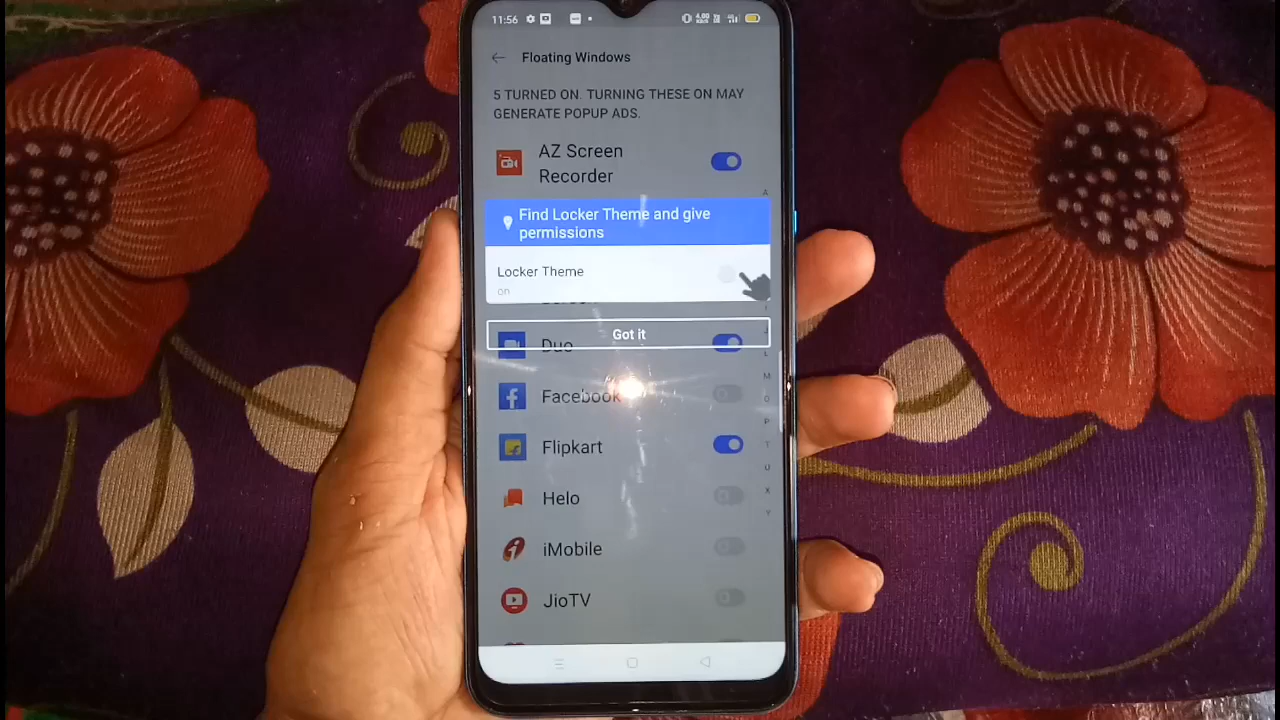 11:56
Floating Windows
5 TURNED ON. TURNING THESE ON MAY
GENERATE POPUP ADS.
AZ Screen
Recorder
A
Find Locker Theme and give
permissions
Locker Theme
on
Got it
Duo
L
Facebook
M
O
P
Flipkart
T
U
Helo
X
Y
iMobile
JioTV